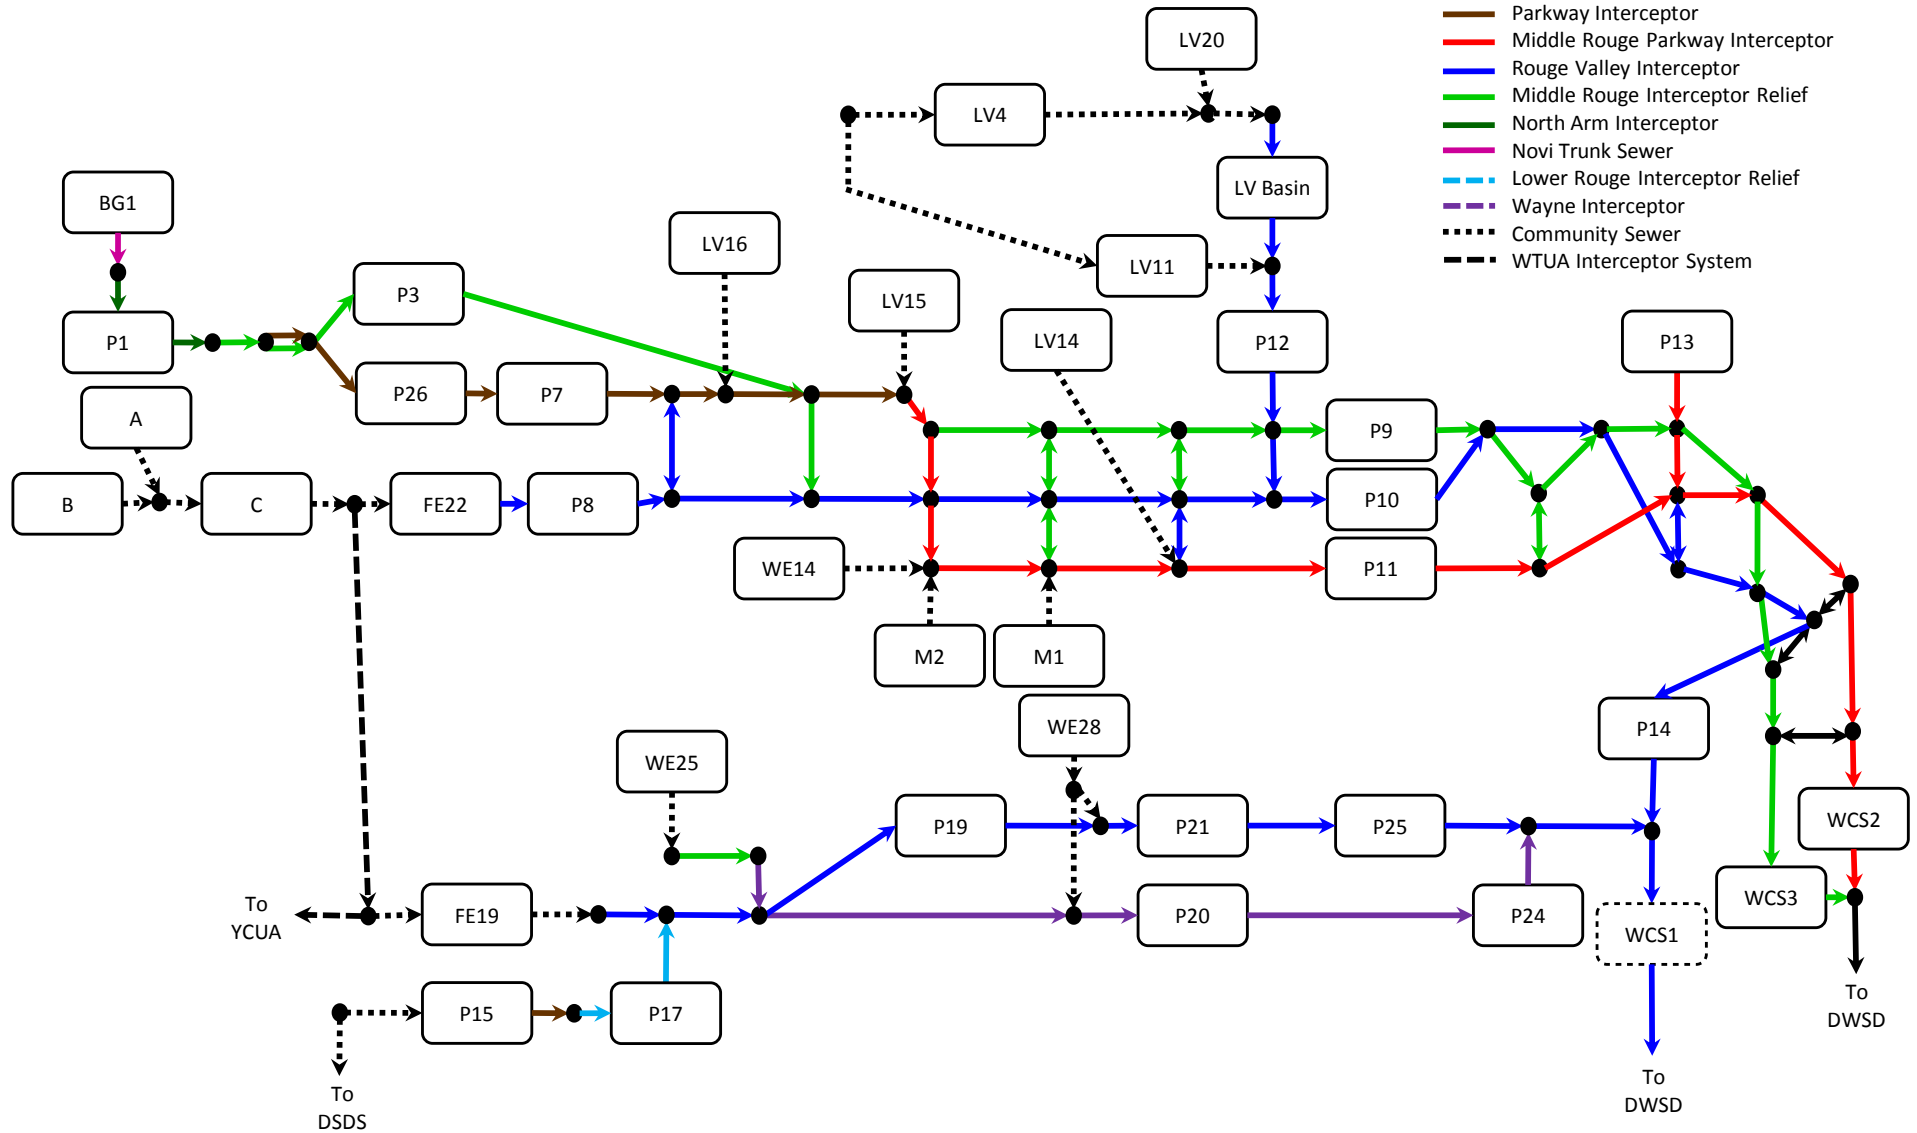 LV20
Parkway Interceptor
Middle Rouge Parkway Interceptor
Rouge Valley Interceptor
Middle Rouge Interceptor Relief
North Arm Interceptor
Novi Trunk Sewer
Lower Rouge Interceptor Relief
Wayne Interceptor
Community Sewer
WTUA Interceptor System
LV4
LV Basin
BG1
LV16
LV11
P3
LV15
P1
LV14
P12
P13
P26
P7
A
P9
B
C
FE22
P8
P10
WE14
P11
M2
M1
WE28
P14
WE25
P19
P21
P25
WCS2
WCS3
To
YCUA
FE19
P20
P24
WCS1
P15
P17
To
DWSD
To
DSDS
To
DWSD